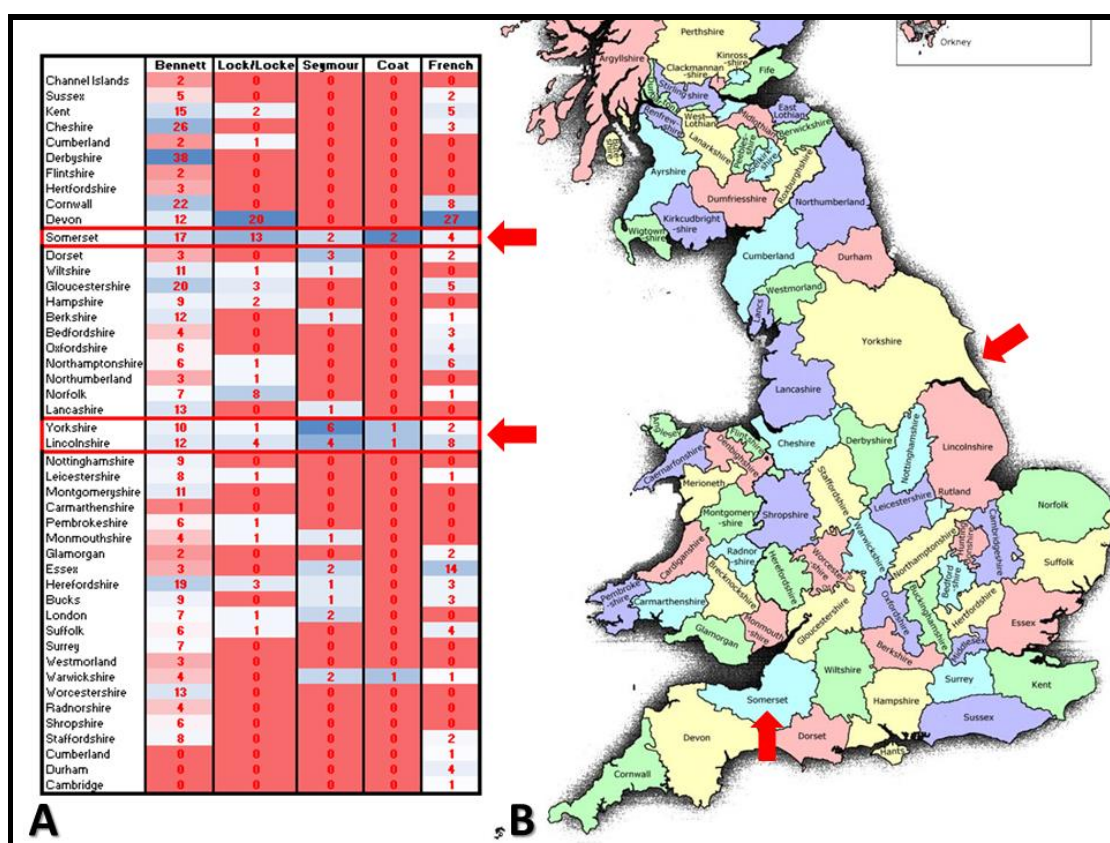 Bennett Lock/Locke Seymour Coat French
Channel Islands 2 0 0 0 0
Sussex 5 0 0 0 2
Kent 15 2 0 0 5
Cheshire 26 0 0 0 3
Cumberland 2 1 0 0 0
Derbyshire 38 0 0 0 0
Flintshire 2 0 0 0 0
Hertfordshire 3 0 0 0 0
Cornwall 22 0 0 0 8
Devon 12 20 0 0 27
Somerset 17 13 2 2 4
Dorset 3 0 3 0 2
Wiltshire 11 1 1 0 0
Gloucestershire 20 3 0 0 5
Hampshire 9 2 0 0 0
Berkshire 12 0 1 0 1
Bedfordshire 4 0 0 0 3
Oxfordshire 6 0 0 0 4
Northamptonshire 6 1 0 0 6
Northumberland 3 1 0 0 0
Norfolk 7 8 0 0 1
Lancashire 13 0 1 0 0
Yorkshire 10 1 6 1 2
Lincolnshire 12 4 4 1 8
Nottinghamshire 9 0 0 0 0
Leicestershire 8 1 0 0 1
Montgomeryshire 11 0 0 0 0
Carmarthenshire 1 0 0 0 0
Pembrokeshire 6 1 0 0 0
Monmouthshire 4 1 1 0 0
Glamorgan 2 0 0 0 2
Essex 3 0 2 0 14
Herefordshire 19 3 1 0 3
Bucks 9 0 1 0 3
London 7 1 2 0 0
Suffolk 6 1 0 0 4
Surrey 7 0 0 0 0
Westmorland 3 0 0 0 0
Warwickshire 4 0 2 1 1
Worcestershire 13 0 0 0 0
Radnorshire 4 0 0 0 0
Shropshire 6 0 0 0 0
Staffordshire 8 0 0 0 2
Cumberland 0 0 0 0 1
Durham 0 0 0 0 4
Cambridge 0 0 0 0 1
A
Orkney
Perthshire
Argyllshire
Kinross
-shire
Clackmannan
-shire
Fife
Stirling
shire
East
Lothian
Renfrew-
shire
West-
Lothian
Midlothian
Berwickshire
Lanarkshire
Peebles-
shire
Selkirk-
shire
Ayrshire
Roxburghshire
Dumfriesshire
Northumberland
Kirkcudbright
-shire
Wigtown
shire
Cumberland
Durham
Westmorland
Lancs
Yorkshire
Lancashire
Anglesey
Flintshire
Denbighshire
Caernarfonshire
Cheshire
Derbyshire
Nottinghamshire
Lincolnshire
Merioneth
Staffordshire
Leicestershire
Rutland
Norfolk
Montgomery
-shire
Shropshire
Cardiganshire
Radnor
-shire
Worcester
-shire
Warwickshire
Northamptonshire
Hunting
donshire
Cambridgeshire
Suffolk
Brecknockshire
Herefordshire
Bedford
-shire
Pembroke
-shire
Carmarthenshire
Glamorgan
Monmouth
-shire
Gloucestershire
Oxfordshire
Buckinghamshire
Hertfordshire
Essex
Middlesex
Berkshire
Wiltshire
Surrey
Kent
Somerset
Hampshire
Sussex
Devon
Dorset
Hants
Cornwall
B